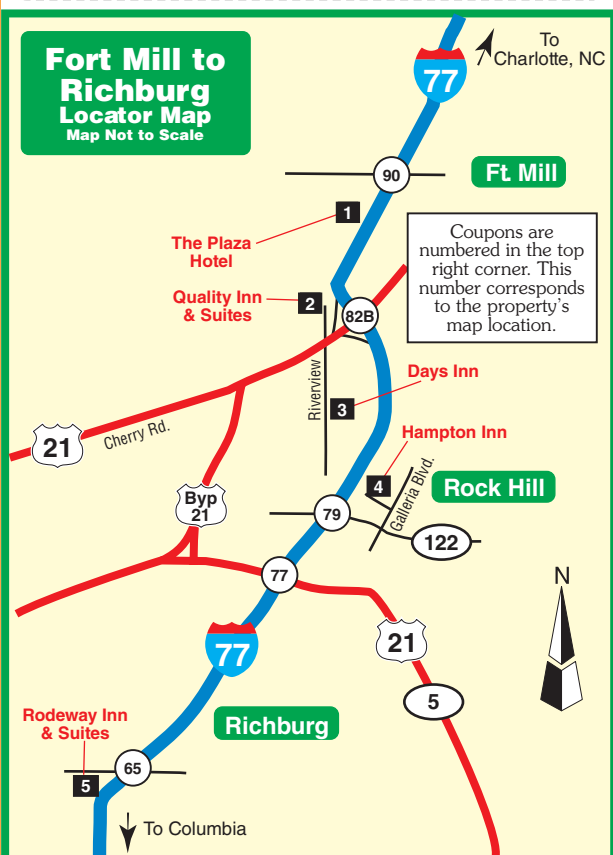 Fort Mill to
Richburg
Locator Map
Map Not to Scale
To
Charlotte, NC
77
90
Ft. Mill
1
The Plaza
Hotel
Coupons are
numbered in the top
right corner. This
number corresponds
to the property's
map location.
Quality Inn
& Suites
2
82B
Riverview
Days Inn
3
21
Cherry Rd.
Hampton Inn
4
Galleria Blvd.
Rock Hill
Byp
21
79
122
77
N
21
77
5
Rodeway Inn
& Suites
Richburg
65
5
To Columbia